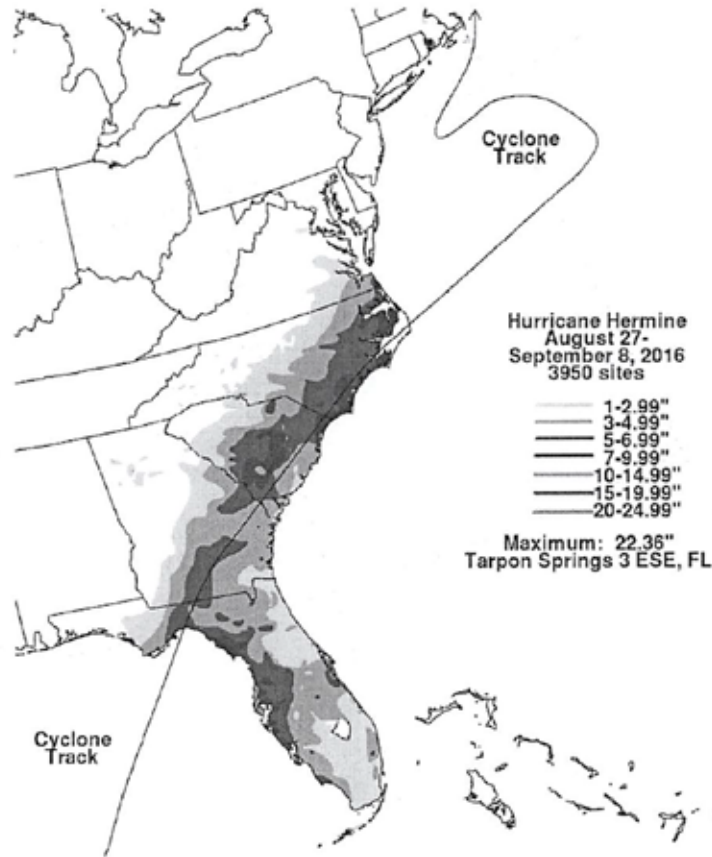 Cyclone
Track
Hurricane Hermine
August 27-
September 8, 2016
3950 sites
1-2.99"
3-4.99"
5-6.99"
7-9.99"
10-14.99"
15-19.99"
20-24.99"
Maximum: 22.36"
Tarpon Springs 3 ESE, FL
Cyclone
Track